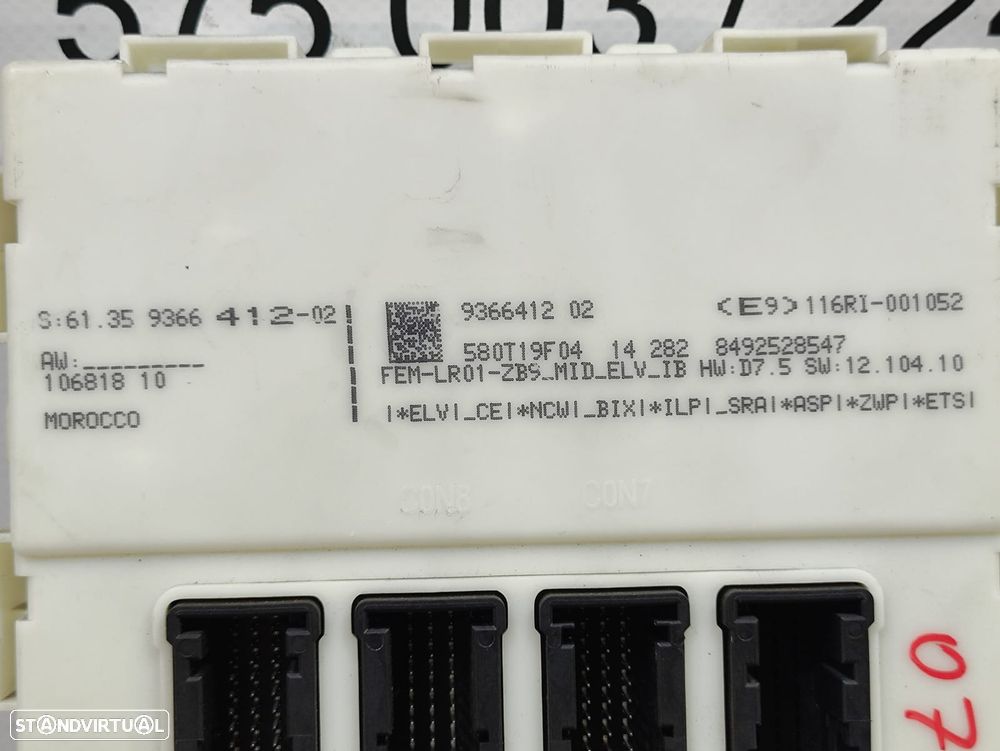 S:61.35 9366 412-02
AW:_________
106818 10
MOROCCO
9366412 02
<E9> 116RI-001052
580T19F04 14 282 8492528547
FEM-LR01-ZB9_MID_ELV_IB HW:D7.5 SW:12.104.10
|*ELV|_CE|*NCW|_BIX|*ILP|_SRA|*ASP|*ZWP|*ETS|
CON8 CON7
07
STANDVIRTUAL